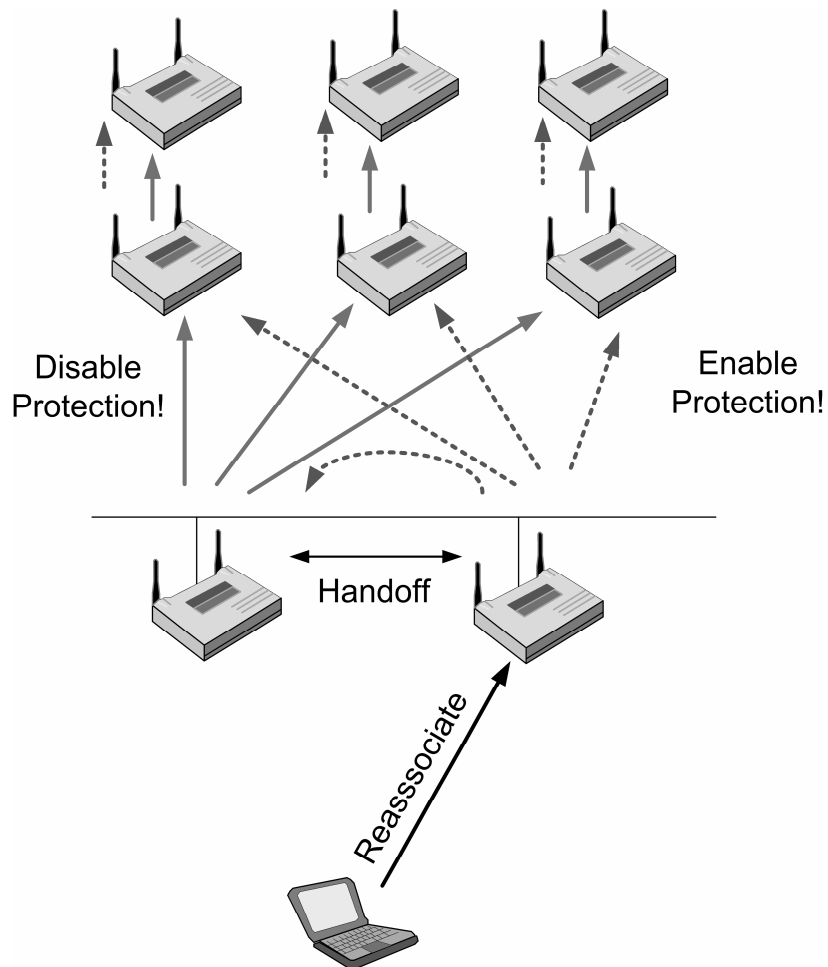 Disable
Protection!
Enable
Protection!
Handoff
Reasssociate